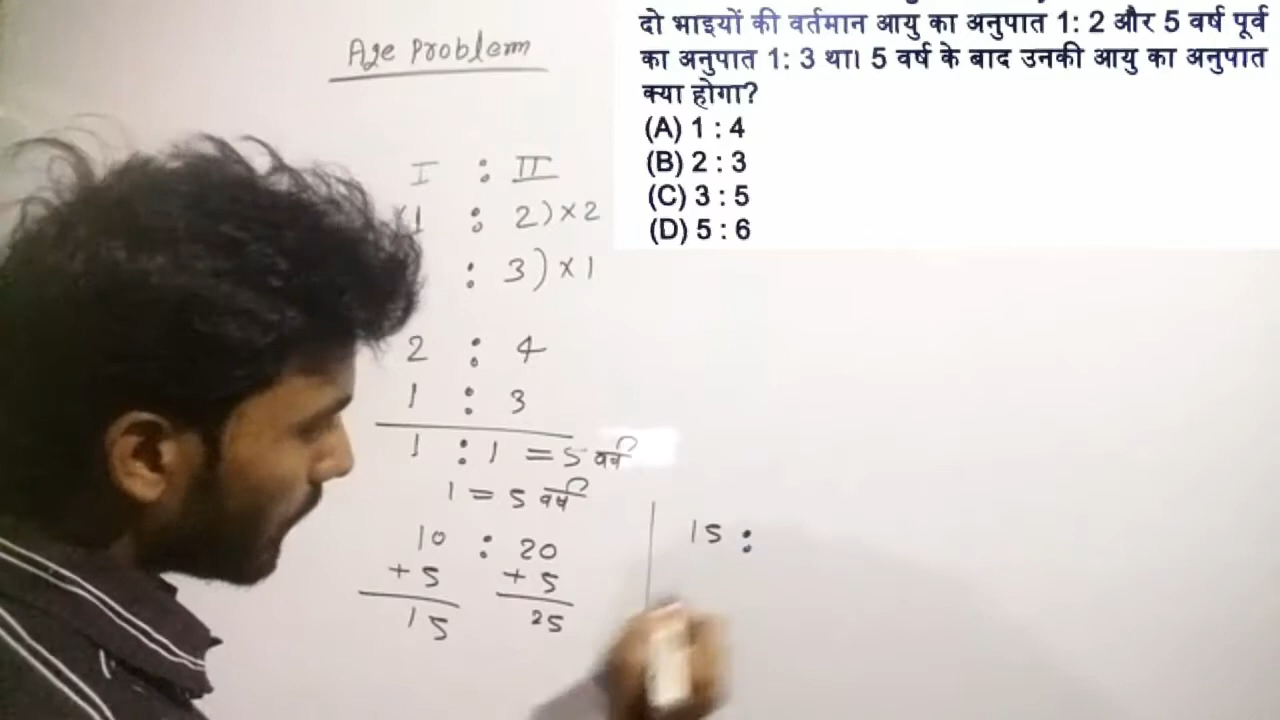 Age Problem
I : II
(1 : 2) × 2
: 3) × 1
2 : 4
1 : 3
1 : 1 = 5 वर्ष
1 = 5 वर्ष
10 : 20
+ 5 + 5
15 25
15 :
दो भाइयों की वर्तमान आयु का अनुपात 1: 2 और 5 वर्ष पूर्व
का अनुपात 1: 3 था। 5 वर्ष के बाद उनकी आयु का अनुपात
क्या होगा?
(A) 1 : 4
(B) 2 : 3
(C) 3 : 5
(D) 5 : 6